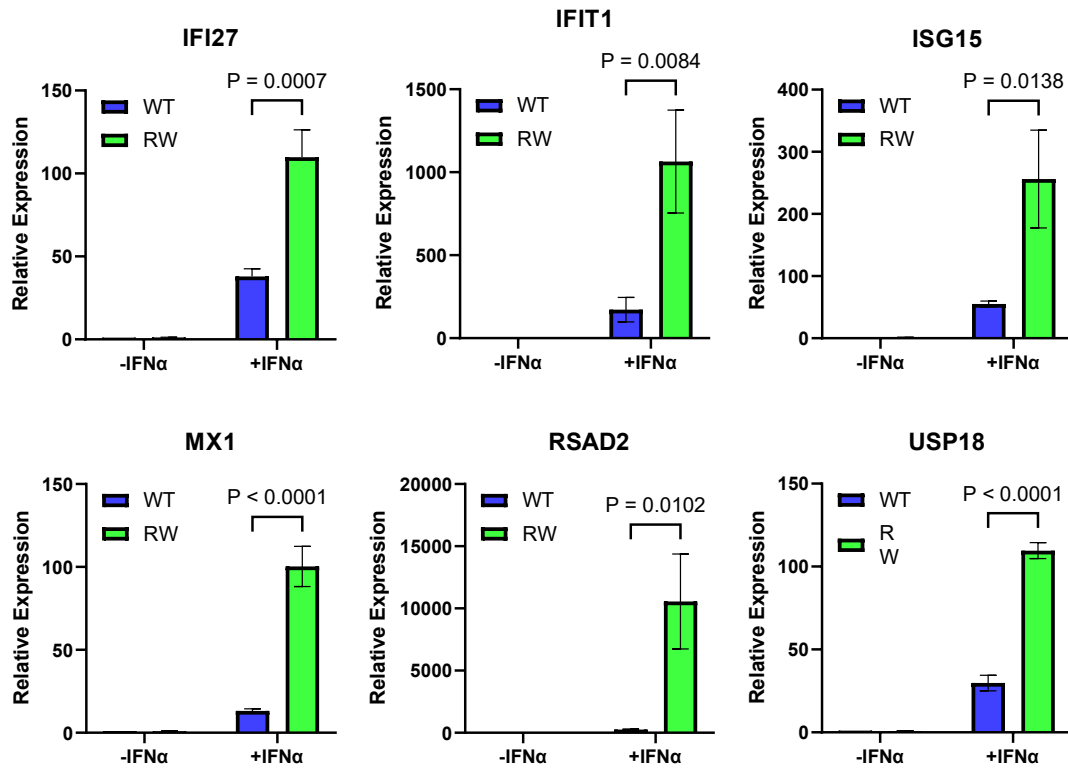 IFI27
P = 0.0007
WT
RW
150
100
50
0
Relative Expression
-IFNα
+IFNα
IFIT1
P = 0.0084
WT
RW
1500
1000
500
0
Relative Expression
-IFNα
+IFNα
ISG15
P = 0.0138
WT
RW
400
300
200
100
0
Relative Expression
-IFNα
+IFNα
MX1
P < 0.0001
WT
RW
150
100
50
0
Relative Expression
-IFNα
+IFNα
RSAD2
P = 0.0102
WT
RW
20000
15000
10000
5000
0
Relative Expression
-IFNα
+IFNα
USP18
P < 0.0001
WT
R
W
150
100
50
0
Relative Expression
-IFNα
+IFNα